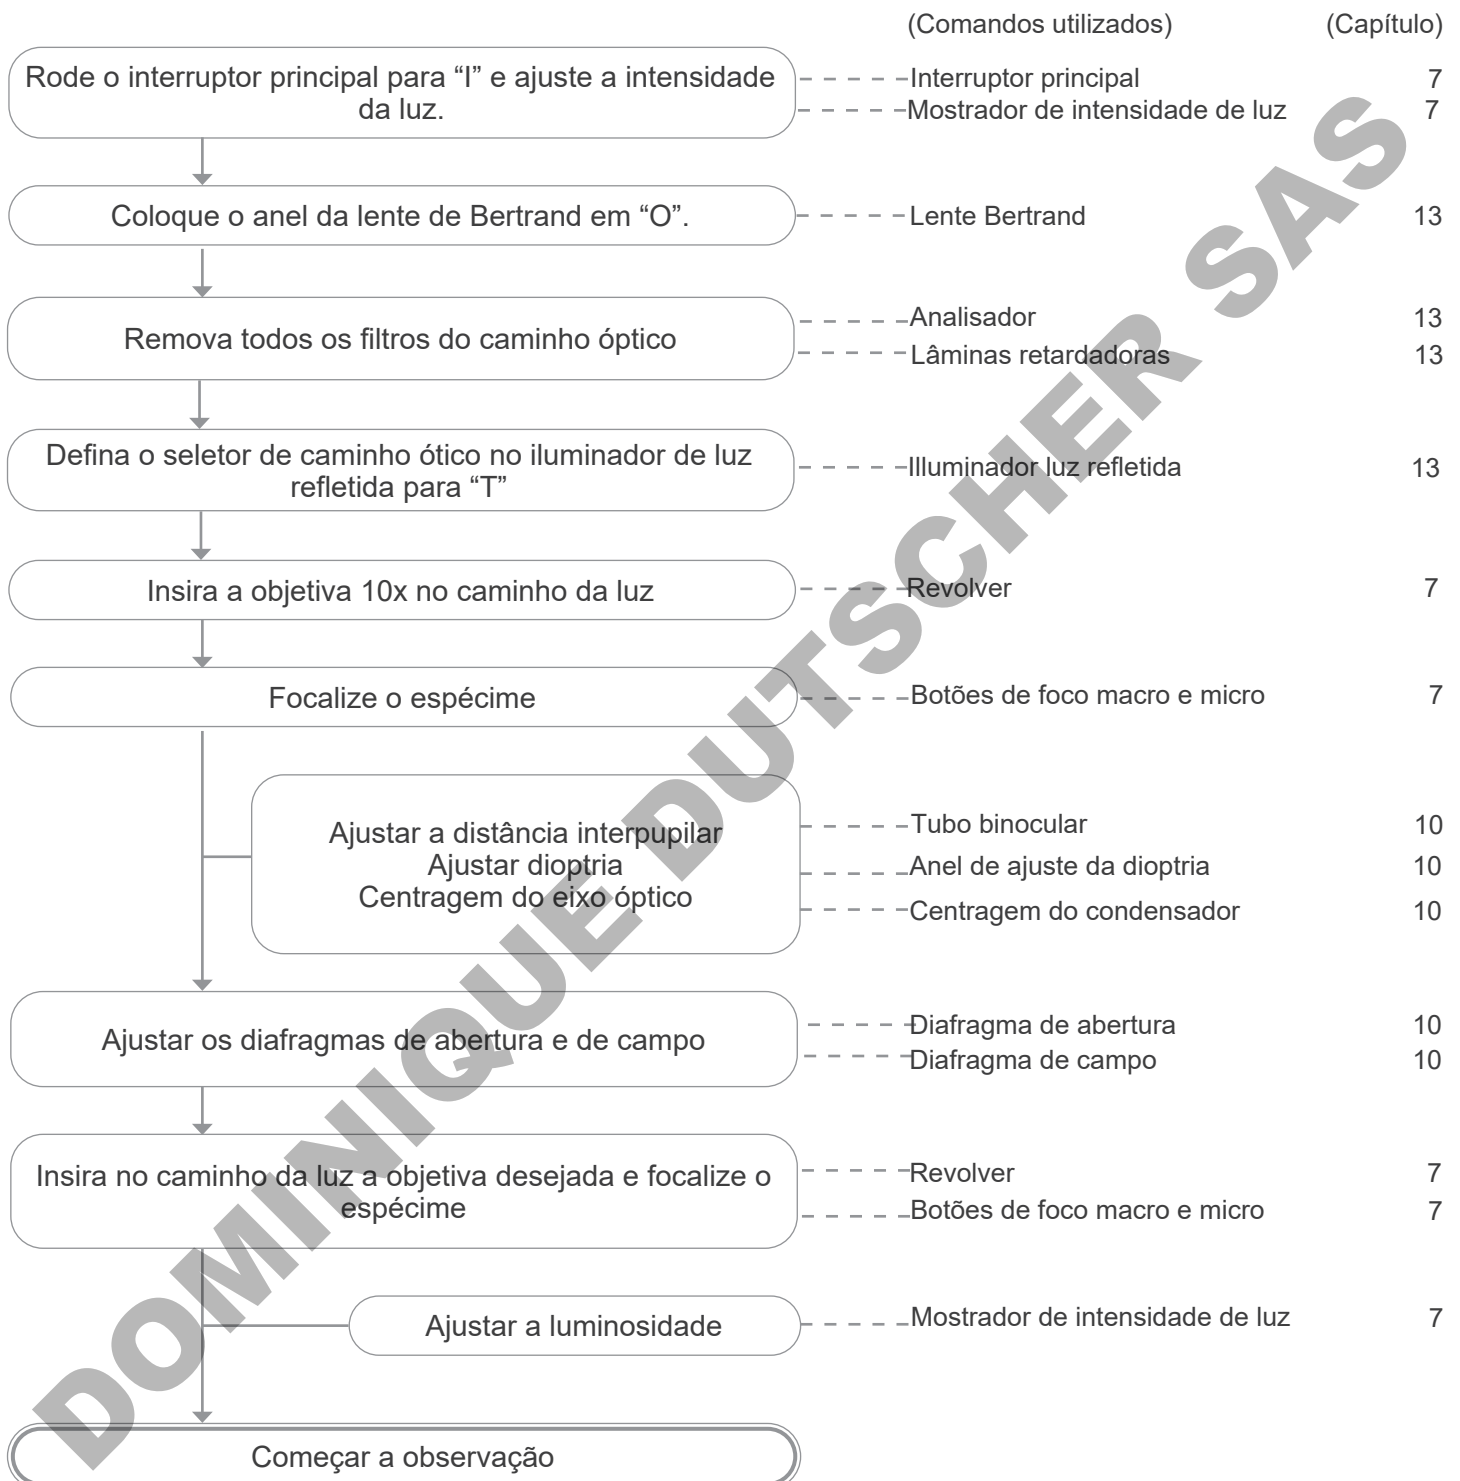 (Comandos utilizados) (Capítulo)
Rode o interruptor principal para “I” e ajuste a intensidade
da luz.
Interruptor principal 7
Mostrador de intensidade de luz 7
Coloque o anel da lente de Bertrand em “O”.
Lente Bertrand 13
Remova todos os filtros do caminho óptico
Analisador 13
Lâminas retardadoras 13
Defina o seletor de caminho ótico no iluminador de luz
refletida para “T”
Illuminador luz refletida 13
Insira a objetiva 10x no caminho da luz
Revolver 7
Focalize o espécime
Botões de foco macro e micro 7
Ajustar a distância interpupilar
Ajustar dioptria
Centragem do eixo óptico
Tubo binocular 10
Anel de ajuste da dioptria 10
Centragem do condensador 10
Ajustar os diafragmas de abertura e de campo
Diafragma de abertura 10
Diafragma de campo 10
Insira no caminho da luz a objetiva desejada e focalize o
espécime
Revolver 7
Botões de foco macro e micro 7
Ajustar a luminosidade
Mostrador de intensidade de luz 7
Começar a observação
DOMINIQUE DUTSCHER SAS